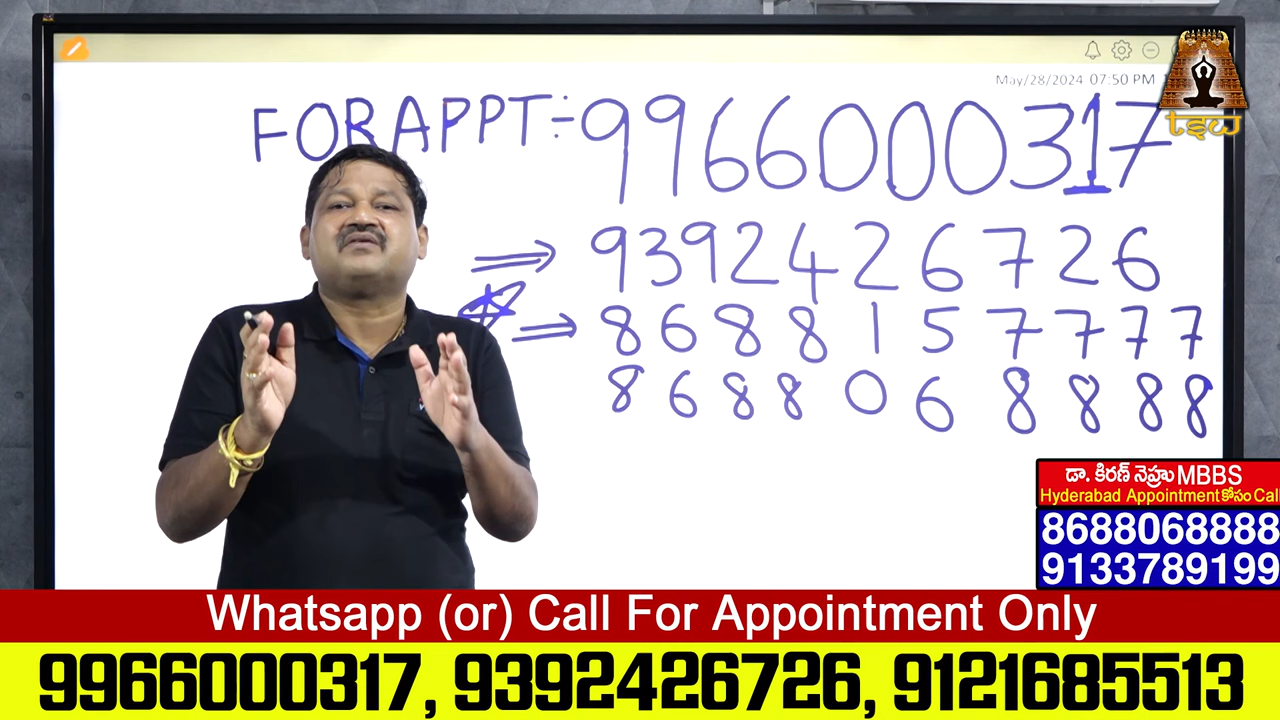 May/28/2024 07:50 PM
FOR APPT:- 9966000317
tsw
9392426726
8688157777
8688068888
డా. కిరణ్ నెహ్రు MBBS
Hyderabad Appointment కోసం Call
8688068888
9133789199
Whatsapp (or) Call For Appointment Only
9966000317, 9392426726, 9121685513